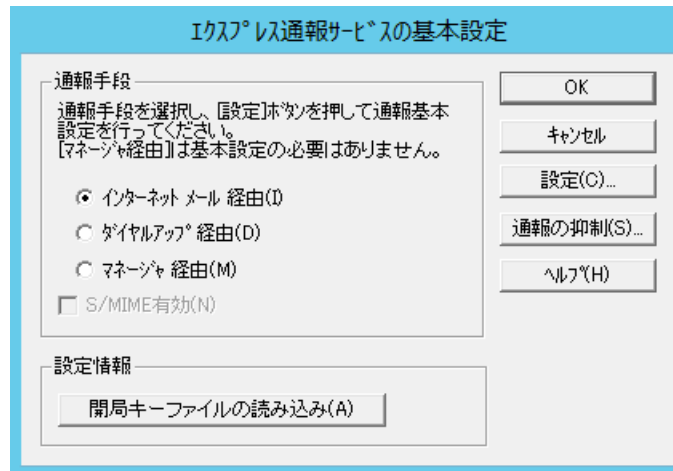 ｴｸｽﾌﾟﾚｽ通報ｻｰﾋﾞｽの基本設定
通報手段
通報手段を選択し、[設定]ﾎﾞﾀﾝを押して通報基本
設定を行ってください。
[ﾏﾈｰｼﾞｬ経由]は基本設定の必要はありません。
ｲﾝﾀｰﾈｯﾄ ﾒｰﾙ 経由(I)
ﾀﾞｲﾔﾙｱｯﾌﾟ 経由(D)
ﾏﾈｰｼﾞｬ 経由(M)
S/MIME有効(N)
OK
ｷｬﾝｾﾙ
設定(C)...
通報の抑制(S)...
ﾍﾙﾌﾟ(H)
設定情報
開局キーファイルの読み込み(A)